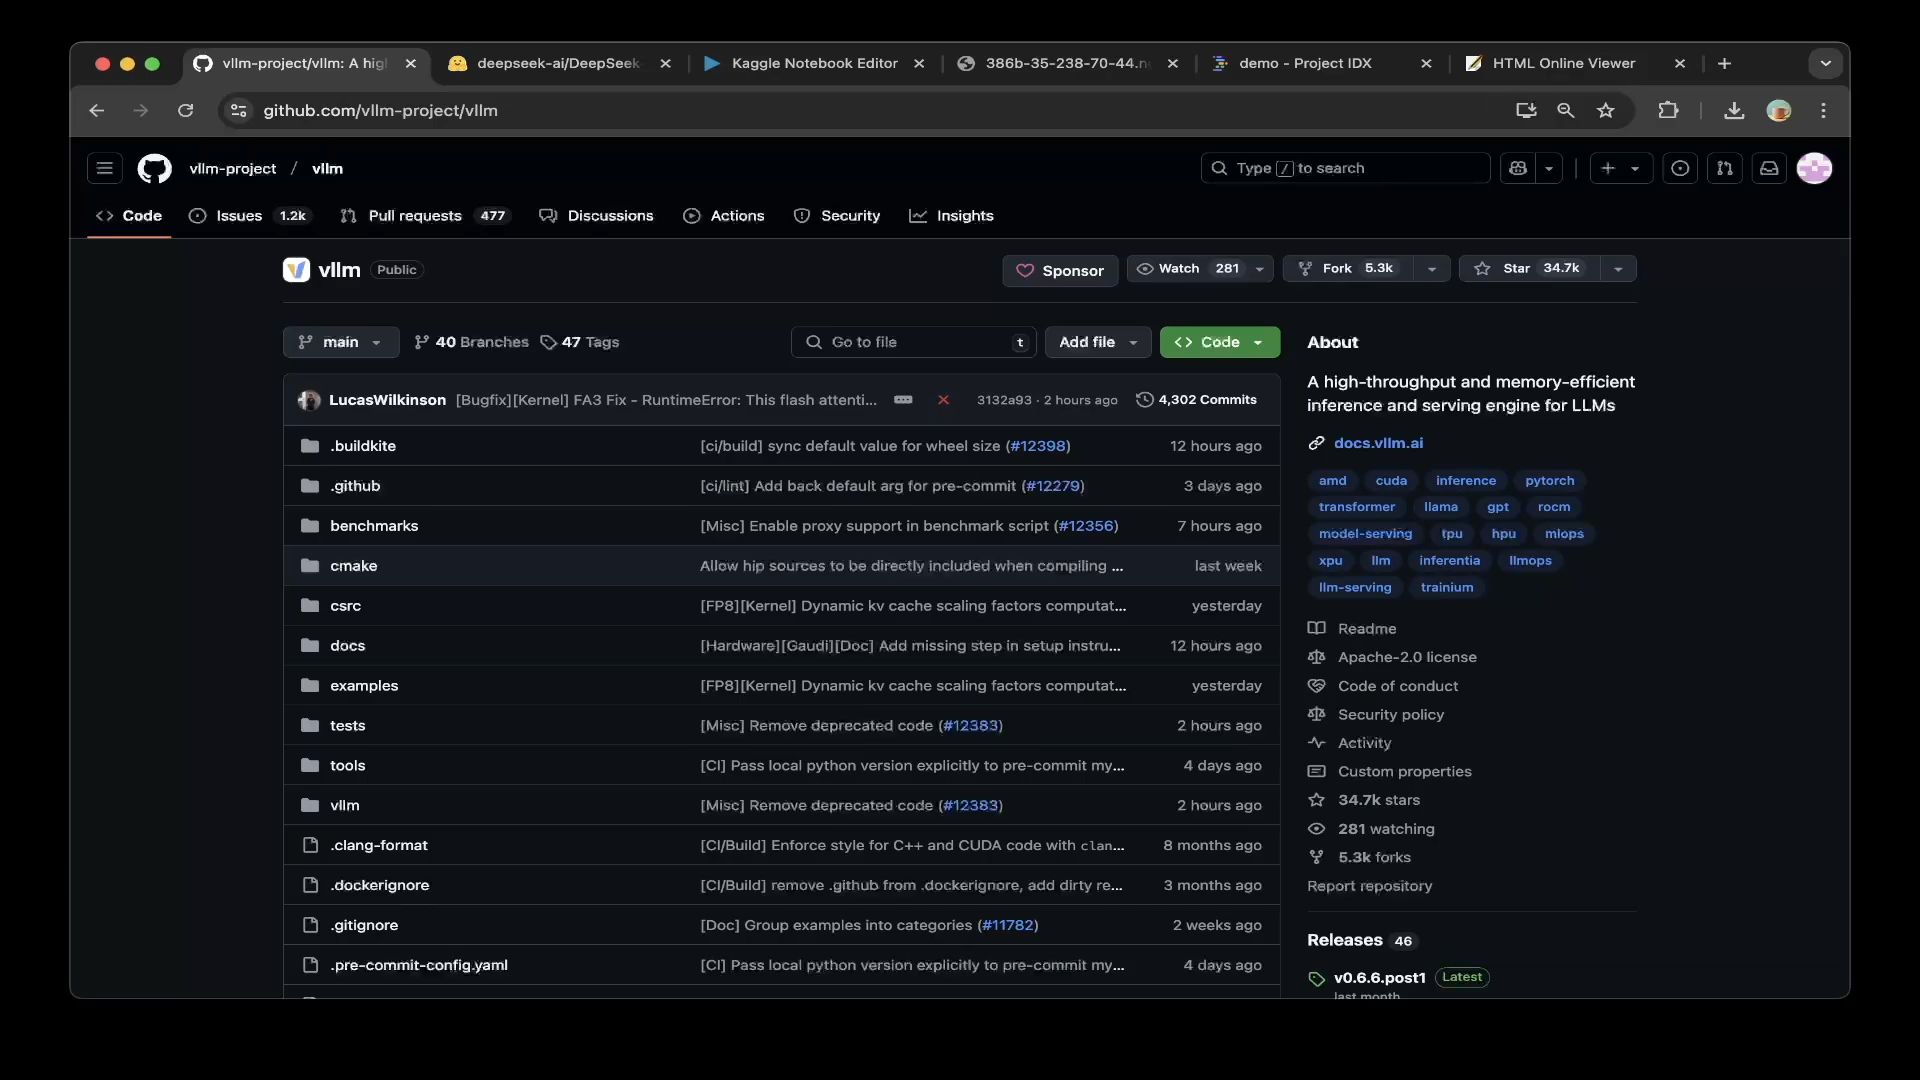 vllm-project/vllm: A hig
deepseek-ai/DeepSeek
Kaggle Notebook Editor
386b-35-238-70-44.n
demo - Project IDX
HTML Online Viewer
github.com/vllm-project/vllm
vllm-project / vllm
Type / to search
Code
Issues 1.2k
Pull requests 477
Discussions
Actions
Security
Insights
vllm Public
Sponsor
Watch 281
Fork 5.3k
Star 34.7k
main
40 Branches
47 Tags
Go to file t
Add file
Code
LucasWilkinson [Bugfix][Kernel] FA3 Fix - RuntimeError: This flash attenti... 3132a93 · 2 hours ago 4,302 Commits
.buildkite [ci/build] sync default value for wheel size (#12398) 12 hours ago
.github [ci/lint] Add back default arg for pre-commit (#12279) 3 days ago
benchmarks [Misc] Enable proxy support in benchmark script (#12356) 7 hours ago
cmake Allow hip sources to be directly included when compiling ... last week
csrc [FP8][Kernel] Dynamic kv cache scaling factors computat... yesterday
docs [Hardware][Gaudi][Doc] Add missing step in setup instru... 12 hours ago
examples [FP8][Kernel] Dynamic kv cache scaling factors computat... yesterday
tests [Misc] Remove deprecated code (#12383) 2 hours ago
tools [CI] Pass local python version explicitly to pre-commit my... 4 days ago
vllm [Misc] Remove deprecated code (#12383) 2 hours ago
.clang-format [CI/Build] Enforce style for C++ and CUDA code with clan... 8 months ago
.dockerignore [CI/Build] remove .github from .dockerignore, add dirty re... 3 months ago
.gitignore [Doc] Group examples into categories (#11782) 2 weeks ago
.pre-commit-config.yaml [CI] Pass local python version explicitly to pre-commit my... 4 days ago
About
A high-throughput and memory-efficient
inference and serving engine for LLMs
docs.vllm.ai
amd cuda inference pytorch
transformer llama gpt rocm
model-serving tpu hpu mlops
xpu llm inferentia llmops
llm-serving trainium
Readme
Apache-2.0 license
Code of conduct
Security policy
Activity
Custom properties
34.7k stars
281 watching
5.3k forks
Report repository
Releases 46
v0.6.6.post1 Latest
last month